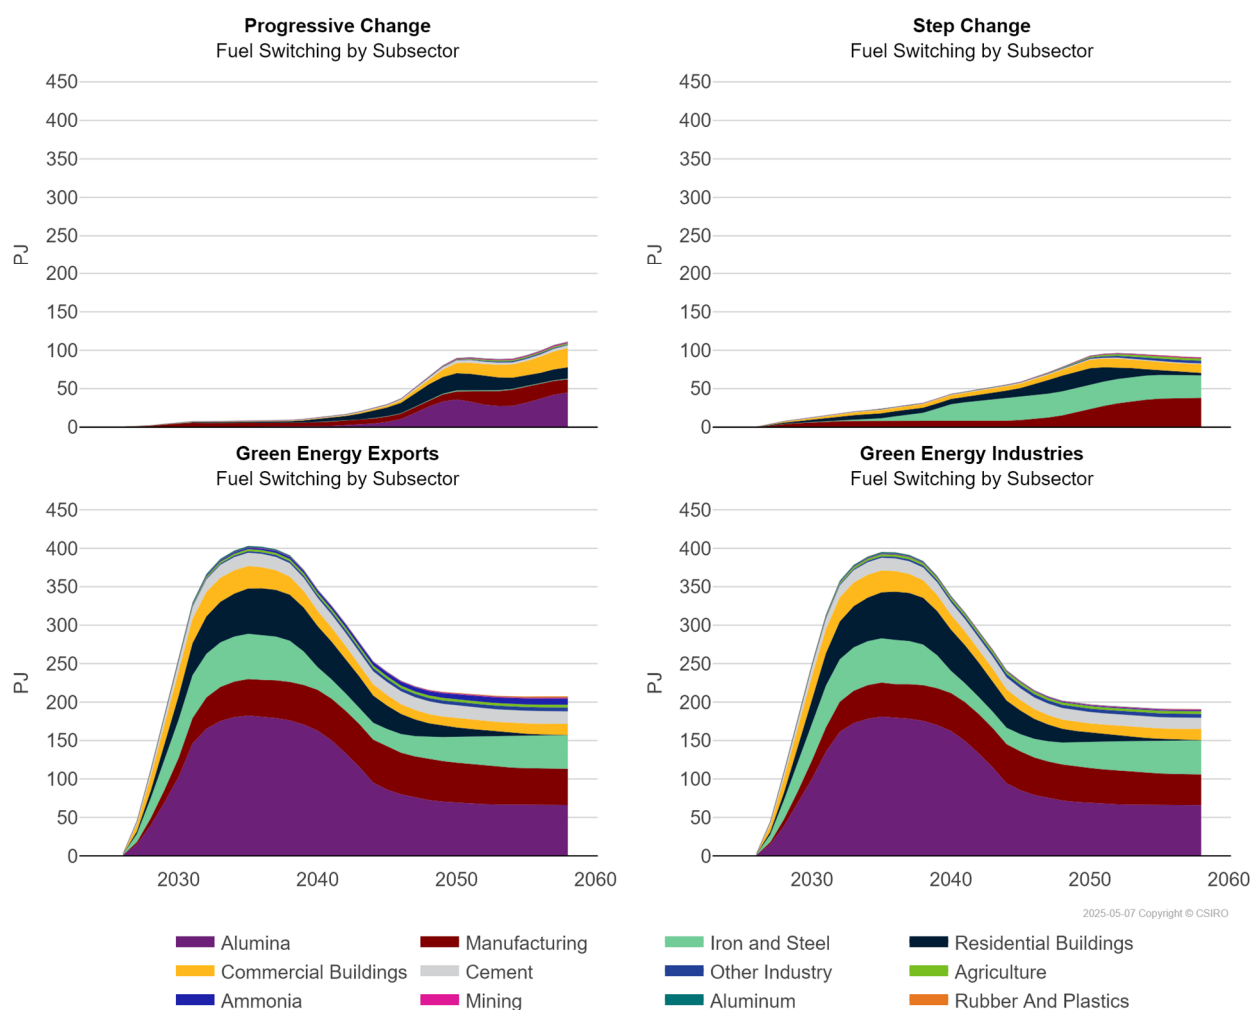 Progressive Change
Fuel Switching by Subsector
450
400
350
300
250
200
150
100
50
0
PJ
Step Change
Fuel Switching by Subsector
450
400
350
300
250
200
150
100
50
0
PJ
Green Energy Exports
Fuel Switching by Subsector
450
400
350
300
250
200
150
100
50
0
PJ
2030 2040 2050 2060
Green Energy Industries
Fuel Switching by Subsector
450
400
350
300
250
200
150
100
50
0
PJ
2030 2040 2050 2060
2025-05-07 Copyright © CSIRO
Alumina Manufacturing Iron and Steel Residential Buildings
Commercial Buildings Cement Other Industry Agriculture
Ammonia Mining Aluminum Rubber And Plastics